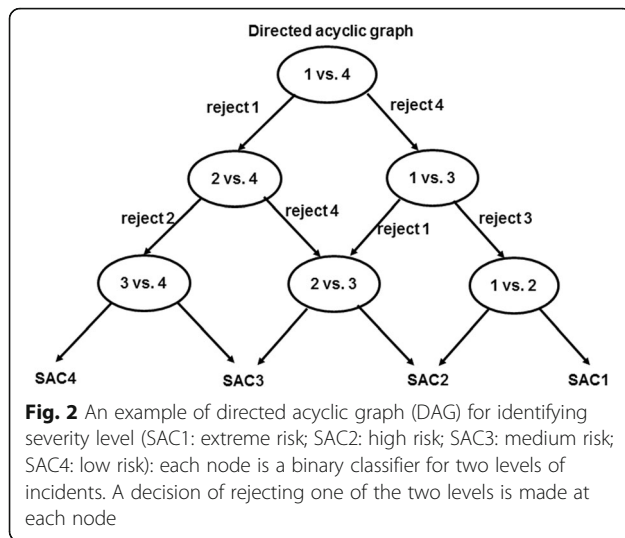 Directed acyclic graph
1 vs. 4
reject 1
reject 4
2 vs. 4
1 vs. 3
reject 2
reject 4
reject 1
reject 3
3 vs. 4
2 vs. 3
1 vs. 2
SAC4
SAC3
SAC2
SAC1
Fig. 2 An example of directed acyclic graph (DAG) for identifying
severity level (SAC1: extreme risk; SAC2: high risk; SAC3: medium risk;
SAC4: low risk): each node is a binary classifier for two levels of
incidents. A decision of rejecting one of the two levels is made at
each node